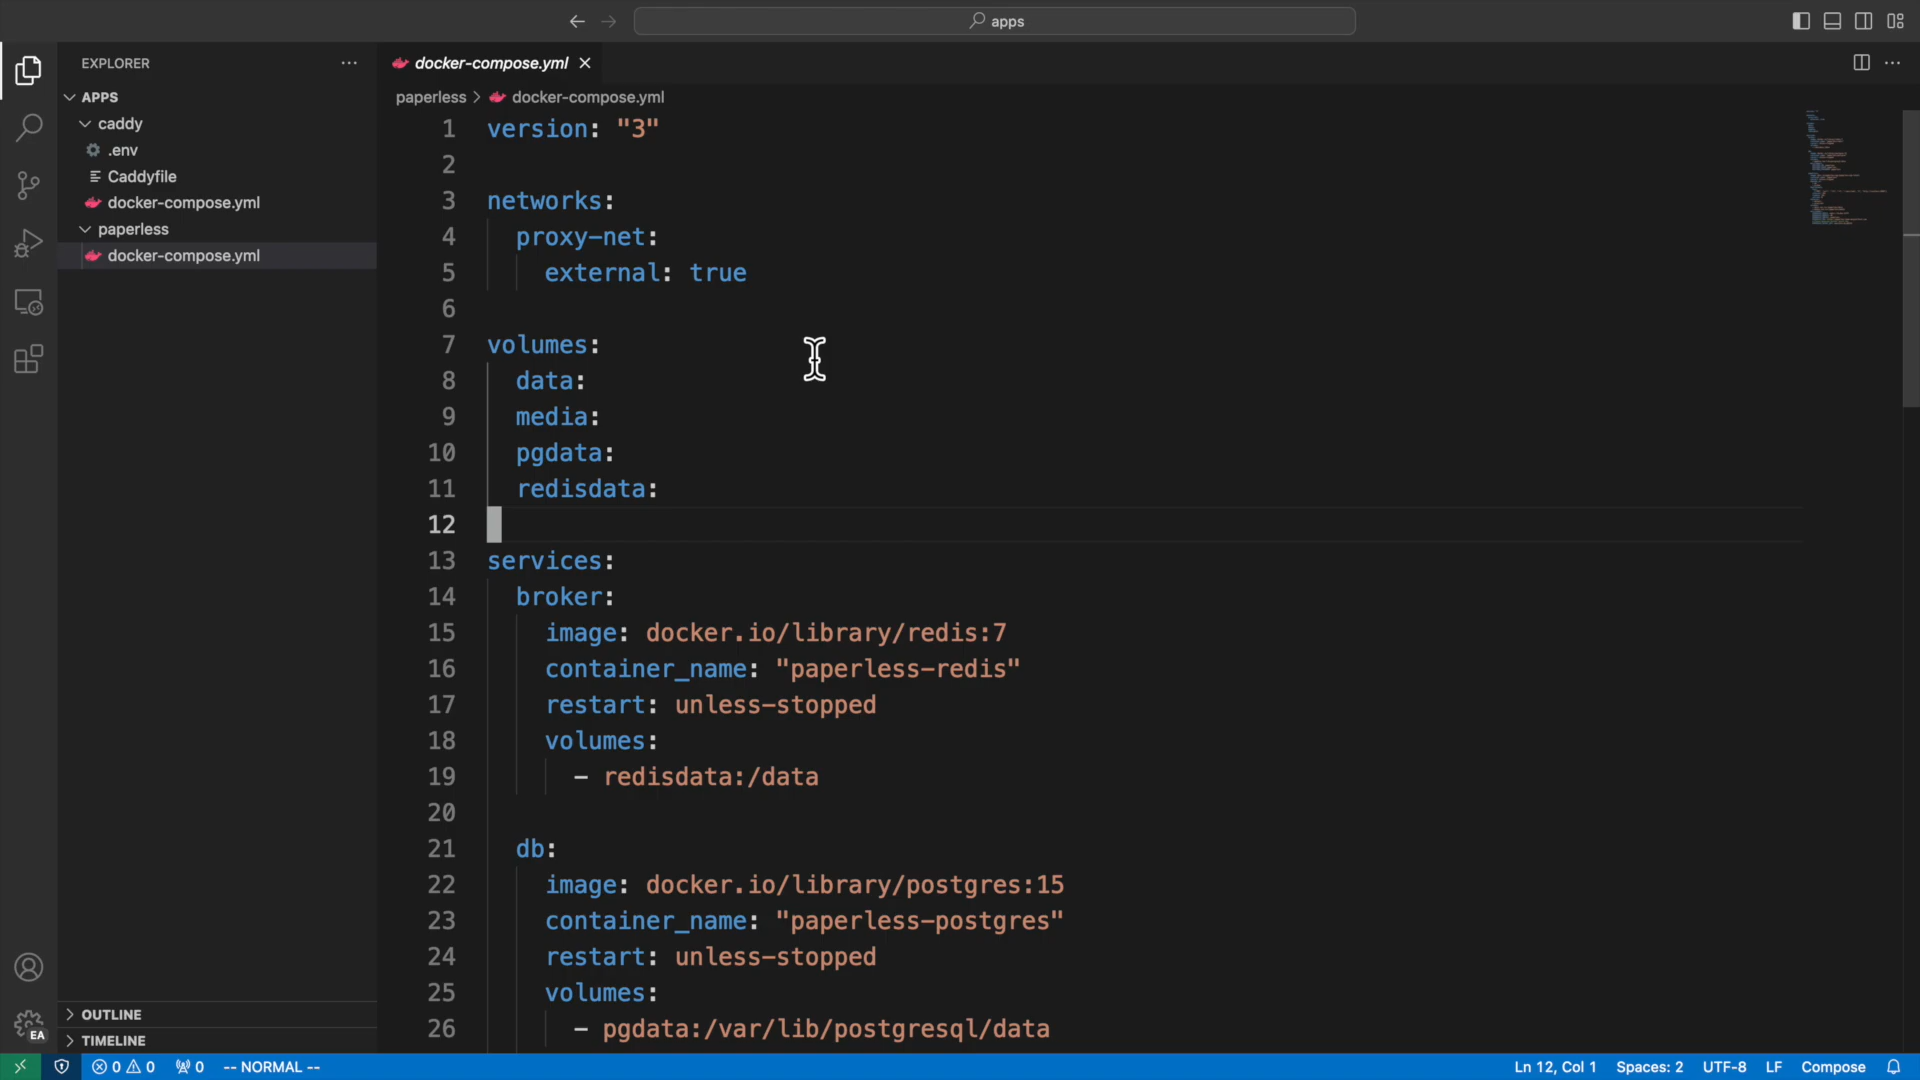 apps
EXPLORER
APPS
caddy
.env
Caddyfile
docker-compose.yml
paperless
docker-compose.yml
OUTLINE
TIMELINE
docker-compose.yml
paperless > docker-compose.yml
1 version: "3"
2
3 networks:
4 proxy-net:
5 external: true
6
7 volumes:
8 data:
9 media:
10 pgdata:
11 redisdata:
12
13 services:
14 broker:
15 image: docker.io/library/redis:7
16 container_name: "paperless-redis"
17 restart: unless-stopped
18 volumes:
19 - redisdata:/data
20
21 db:
22 image: docker.io/library/postgres:15
23 container_name: "paperless-postgres"
24 restart: unless-stopped
25 volumes:
26 - pgdata:/var/lib/postgresql/data
EA
0 0 0 -- NORMAL -- Ln 12, Col 1 Spaces: 2 UTF-8 LF Compose